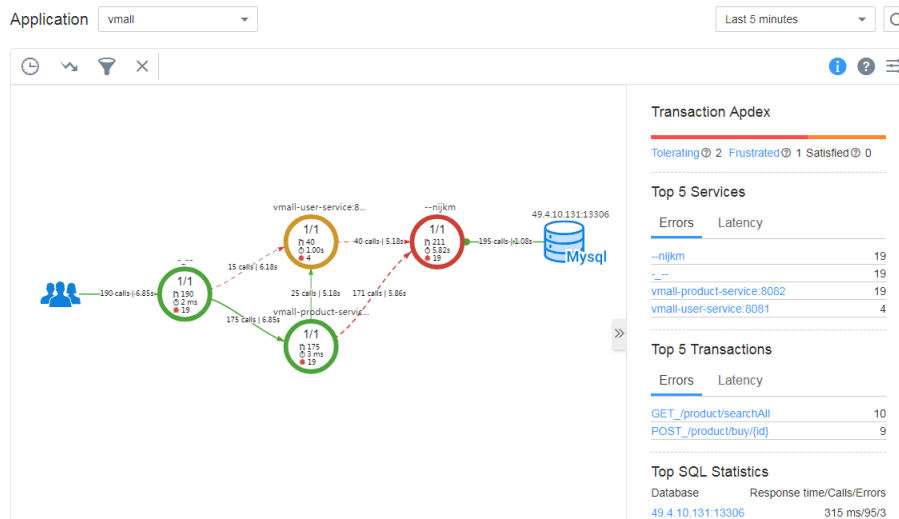 Application vmall Last 5 minutes
Transaction Apdex
Tolerating 2 Frustrated 1 Satisfied 0
Top 5 Services
Errors Latency
--nijkm 19
-_-- 19
vmall-product-service:8082 19
vmall-user-service:8081 4
Top 5 Transactions
Errors Latency
GET_/product/searchAll 10
POST_/product/buy/{id} 9
Top SQL Statistics
Database Response time/Calls/Errors
49.4.10.131:13306 315 ms/95/3
vmall-user-service:8...
1/1
40
1.00s
4
--nijkm
1/1
211
5.82s
19
49.4.10.131:13306
Mysql
40 calls | 5.18s
195 calls | 1.08s
15 calls | 6.18s
-_--
1/1
190
2 ms
19
190 calls | 6.85s
25 calls | 5.18s
171 calls | 5.86s
175 calls | 6.85s
vmall-product-servic...
1/1
175
3 ms
19